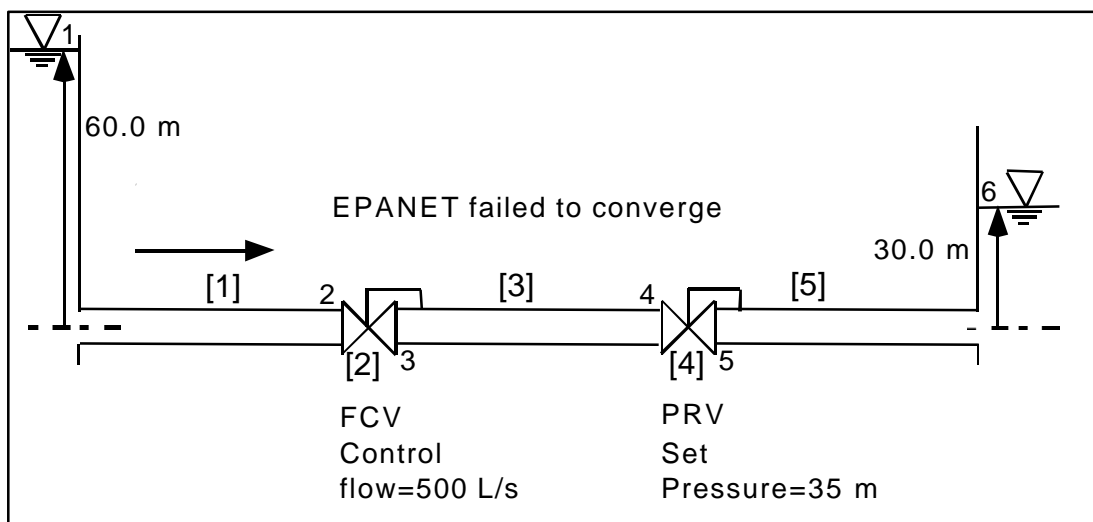 1
60.0 m
EPANET failed to converge
6
30.0 m
[1]
2
[3]
4
[5]
[2]
3
[4]
5
FCV
Control
flow=500 L/s
PRV
Set
Pressure=35 m